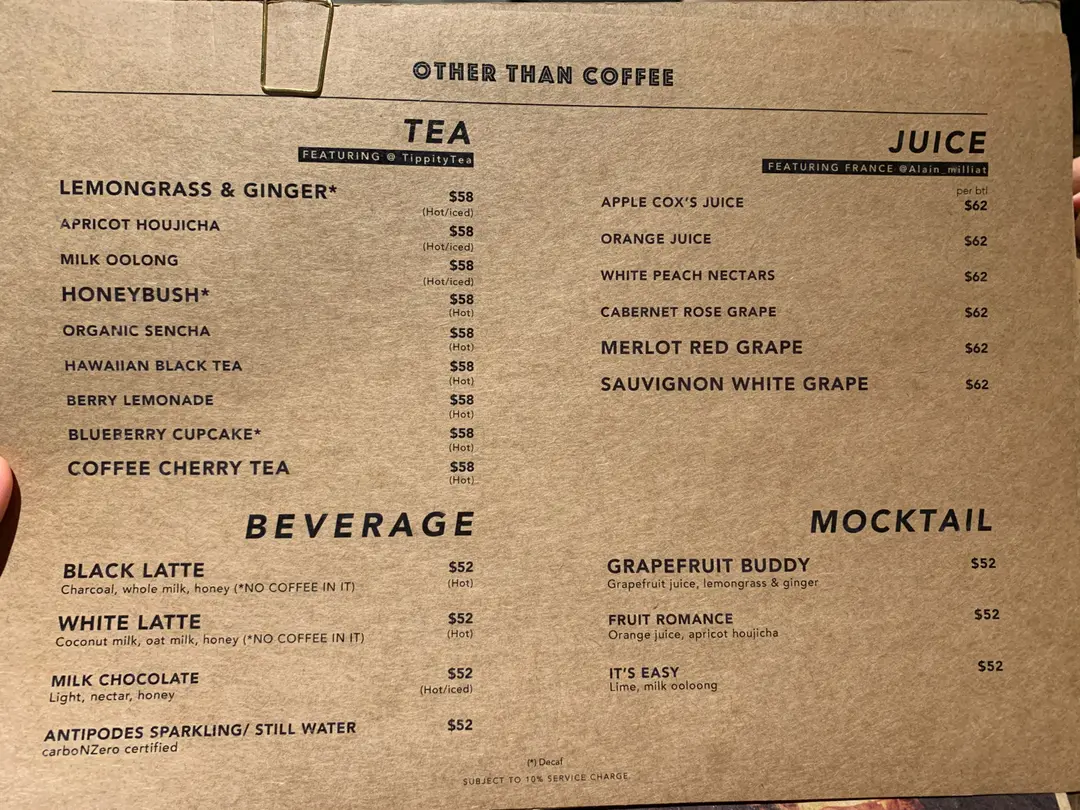 OTHER THAN COFFEE
TEA
FEATURING @ TippityTea
LEMONGRASS & GINGER* $58
(Hot/iced)
APRICOT HOUJICHA $58
(Hot/iced)
MILK OOLONG $58
(Hot/iced)
HONEYBUSH* $58
(Hot)
ORGANIC SENCHA $58
(Hot)
HAWAIIAN BLACK TEA $58
(Hot)
BERRY LEMONADE $58
(Hot)
BLUEBERRY CUPCAKE* $58
(Hot)
COFFEE CHERRY TEA $58
(Hot)
JUICE
FEATURING FRANCE @Alain_milliat
per btl
APPLE COX'S JUICE $62
ORANGE JUICE $62
WHITE PEACH NECTARS $62
CABERNET ROSE GRAPE $62
MERLOT RED GRAPE $62
SAUVIGNON WHITE GRAPE $62
BEVERAGE
BLACK LATTE $52
Charcoal, whole milk, honey (*NO COFFEE IN IT) (Hot)
WHITE LATTE $52
Coconut milk, oat milk, honey (*NO COFFEE IN IT) (Hot)
MILK CHOCOLATE $52
Light, nectar, honey (Hot/iced)
ANTIPODES SPARKLING/ STILL WATER $52
carboNZero certified
MOCKTAIL
GRAPEFRUIT BUDDY $52
Grapefruit juice, lemongrass & ginger
FRUIT ROMANCE $52
Orange juice, apricot houjicha
IT'S EASY $52
Lime, milk ooloong
(*) Decaf
SUBJECT TO 10% SERVICE CHARGE